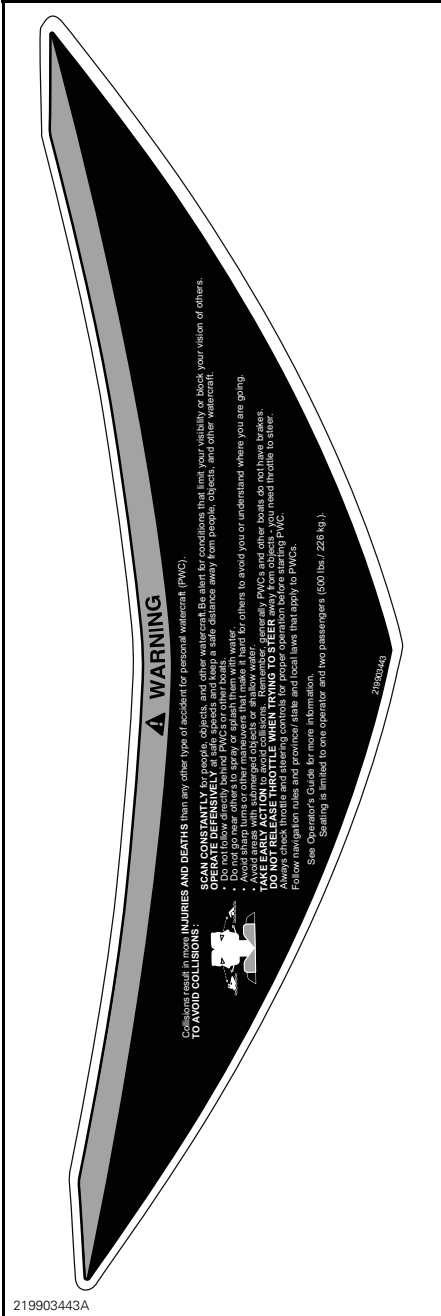 ⚠ WARNING
Collisions result in more INJURIES AND DEATHS than any other type of accident for personal watercraft (PWC).
TO AVOID COLLISIONS :
SCAN CONSTANTLY for people, objects, and other watercraft.Be alert for conditions that limit your visibility or block your vision of others.
OPERATE DEFENSIVELY at safe speeds and keep a safe distance away from people, objects, and other watercraft.
• Do not follow directly behind PWCs or other boats.
• Do not go near others to spray or splash them with water.
• Avoid sharp turns or other maneuvers that make it hard for others to avoid you or understand where you are going.
• Avoid areas with submerged objects or shallow water.
TAKE EARLY ACTION to avoid collisions. Remember, generally PWCs and other boats do not have brakes.
DO NOT RELEASE THROTTLE WHEN TRYING TO STEER away from objects - you need throttle to steer.
Always check throttle and steering controls for proper operation before starting PWC.
Follow navigation rules and province/ state and local laws that apply to PWCs.
See Operator's Guide for more information.
Seating is limited to one operator and two passengers (500 lbs./ 226 kg.).
219903443
219903443A